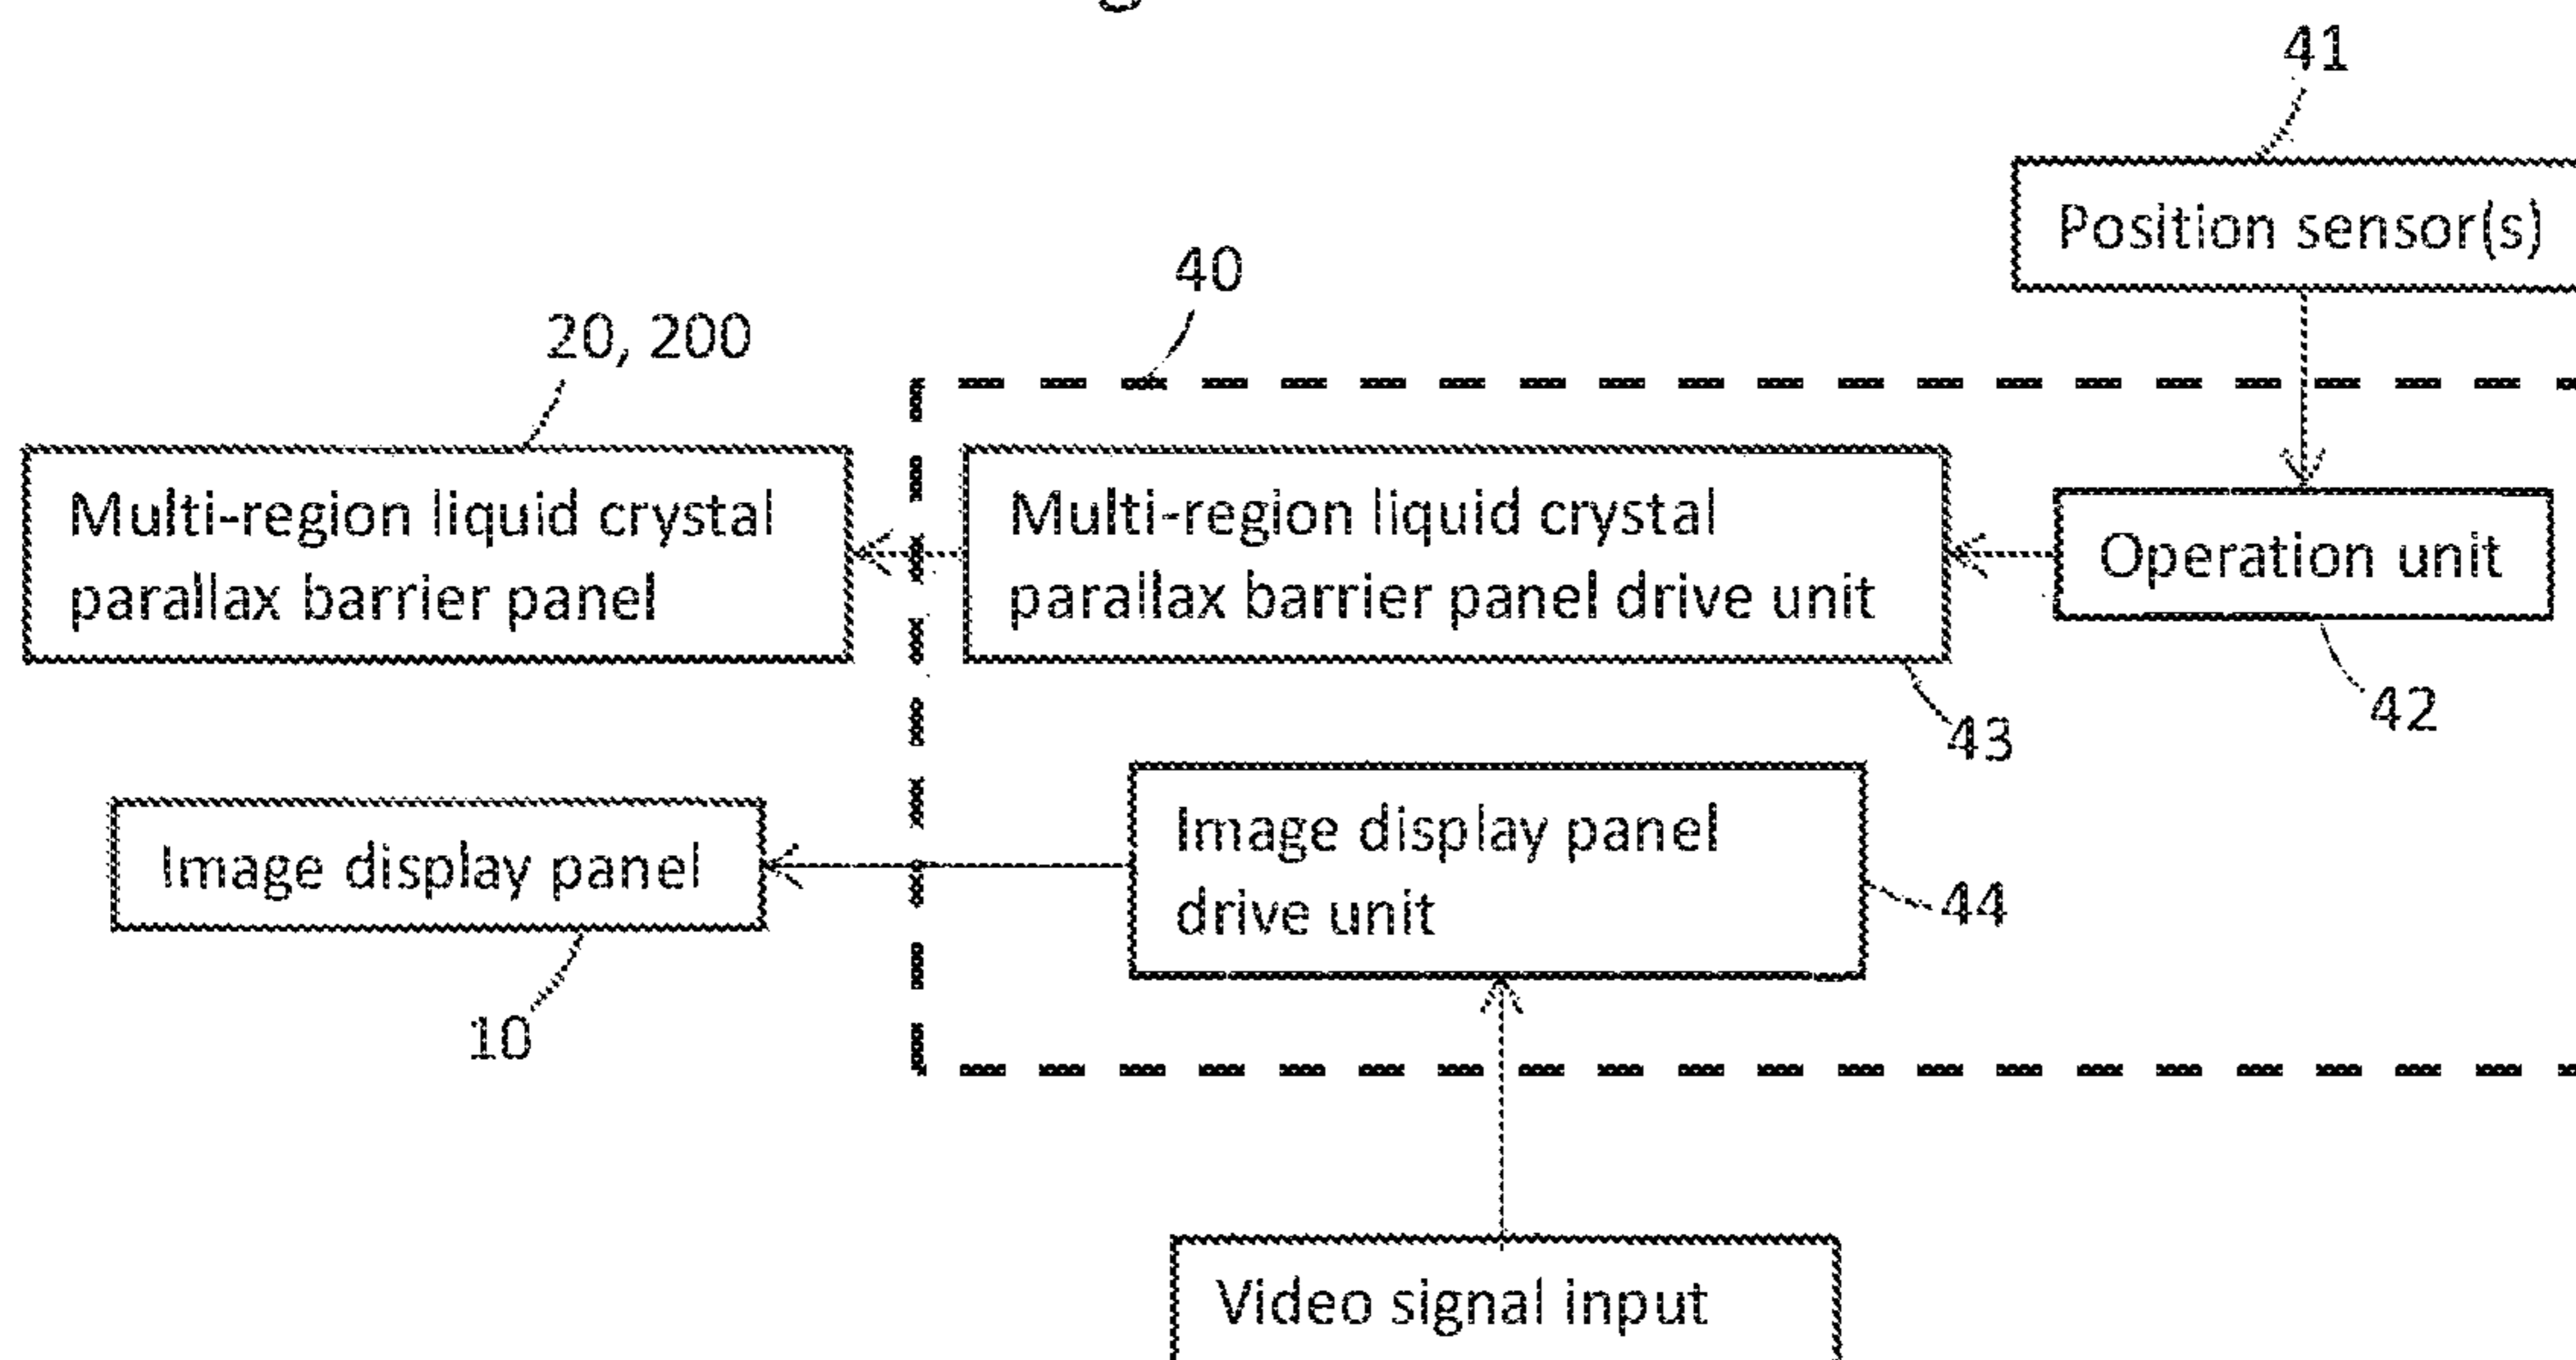 41
Position sensor(s)
40
20, 200
Multi-region liquid crystal
parallax barrier panel
Multi-region liquid crystal
parallax barrier panel drive unit
Operation unit
42
43
Image display panel
drive unit
44
Image display panel
10
Video signal input